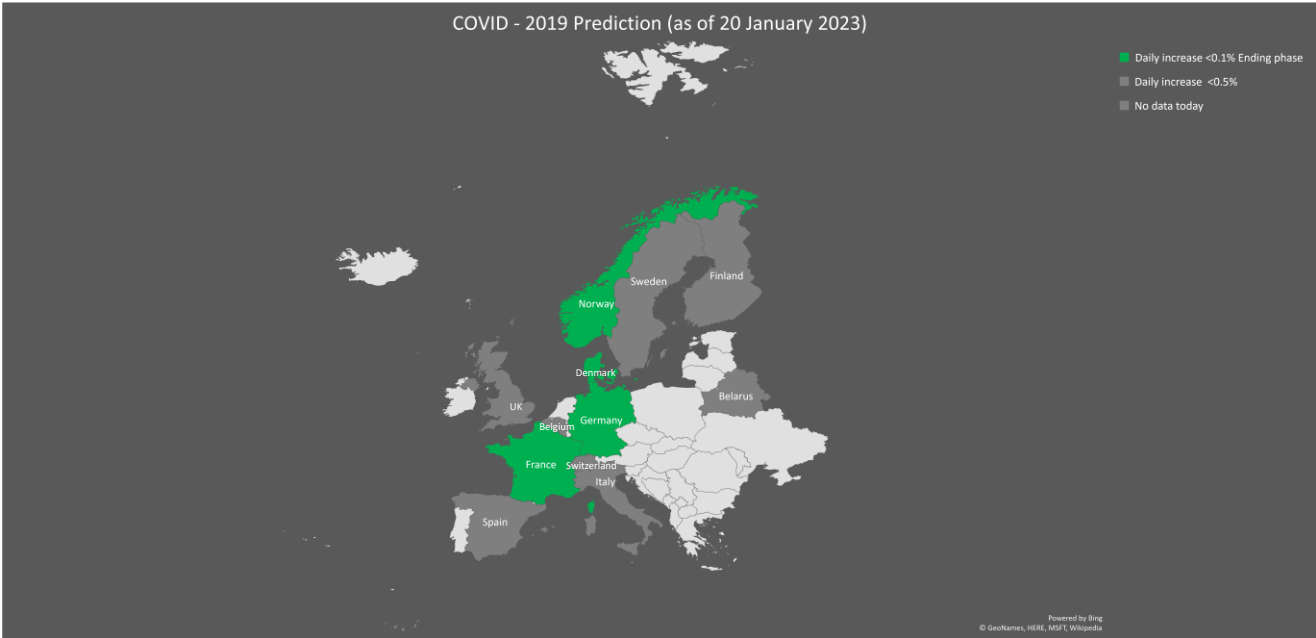 COVID - 2019 Prediction (as of 20 January 2023)
Daily increase <0.1% Ending phase
Daily increase <0.5%
No data today
Sweden
Finland
Norway
Denmark
Belarus
UK
Germany
Belgium
France
Switzerland
Italy
Spain
Powered by Bing
© GeoNames, HERE, MSFT, Wikipedia